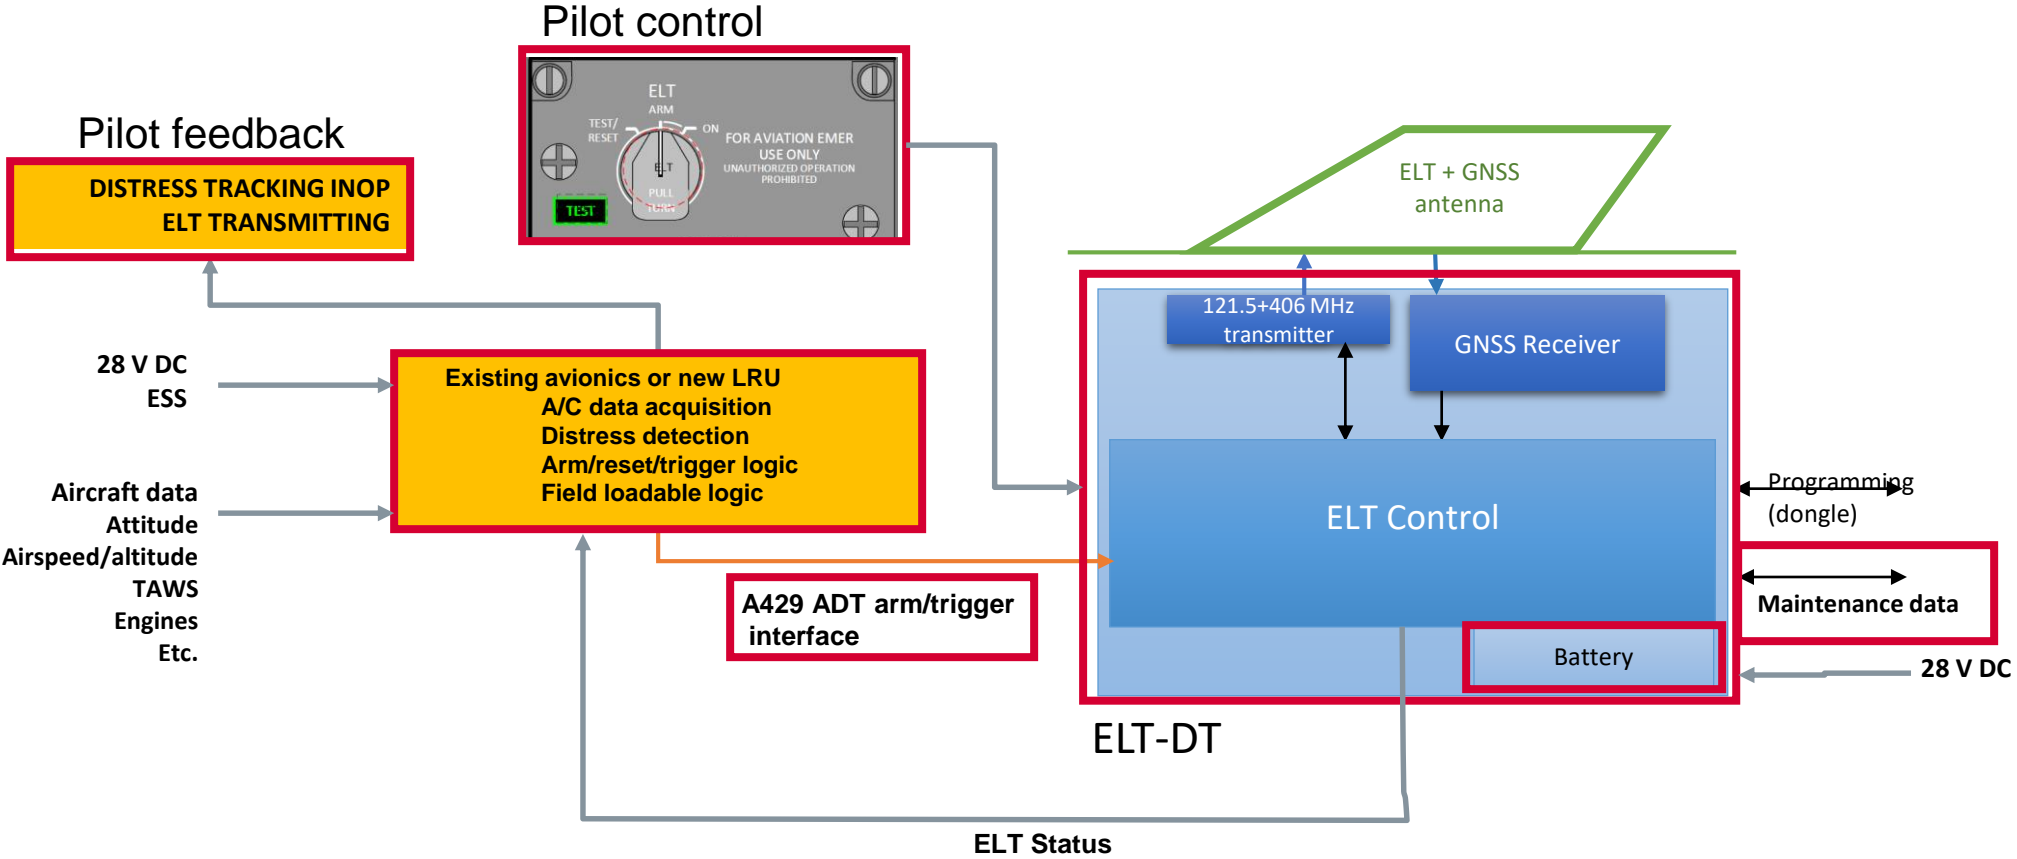 Pilot control
ELT
ARM
TEST/
RESET
ON
FOR AVIATION EMER
USE ONLY
UNAUTHORIZED OPERATION
PROHIBITED
ELT
PULL
TURN
TEST
Pilot feedback
DISTRESS TRACKING INOP
ELT TRANSMITTING
ELT + GNSS
antenna
121.5+406 MHz
transmitter
GNSS Receiver
28 V DC
ESS
Existing avionics or new LRU
A/C data acquisition
Distress detection
Arm/reset/trigger logic
Field loadable logic
Aircraft data
Attitude
Airspeed/altitude
TAWS
Engines
Etc.
ELT Control
Programming
(dongle)
A429 ADT arm/trigger
interface
Maintenance data
Battery
28 V DC
ELT-DT
ELT Status